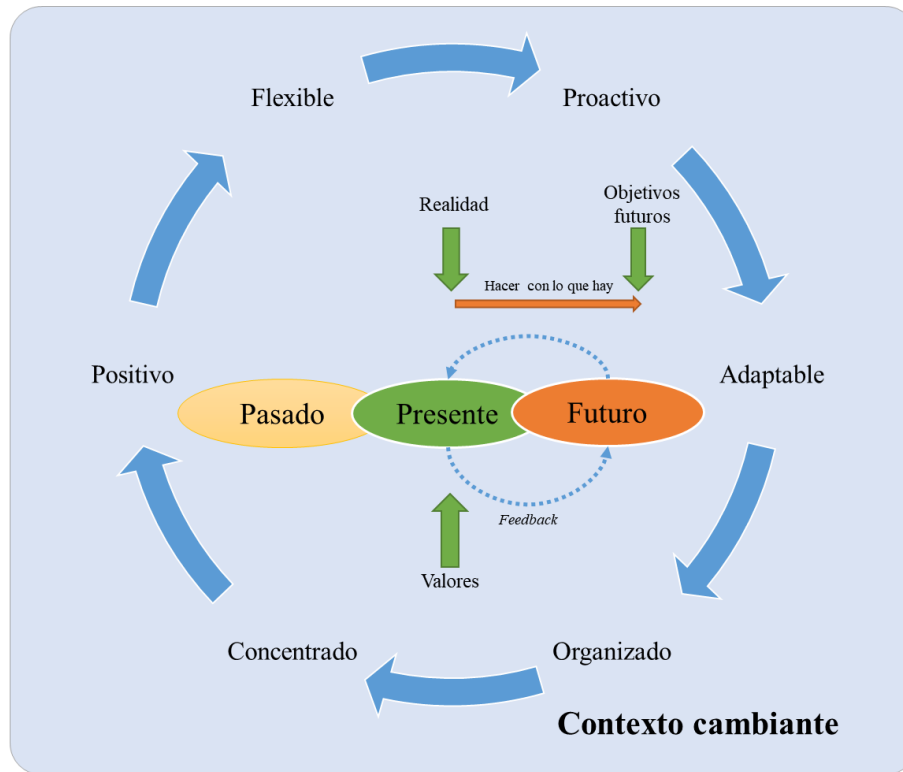 Flexible
Proactivo
Realidad
Objetivos
futuros
Hacer con lo que hay
Positivo
Adaptable
Pasado
Presente
Futuro
Feedback
Valores
Concentrado
Organizado
Contexto cambiante